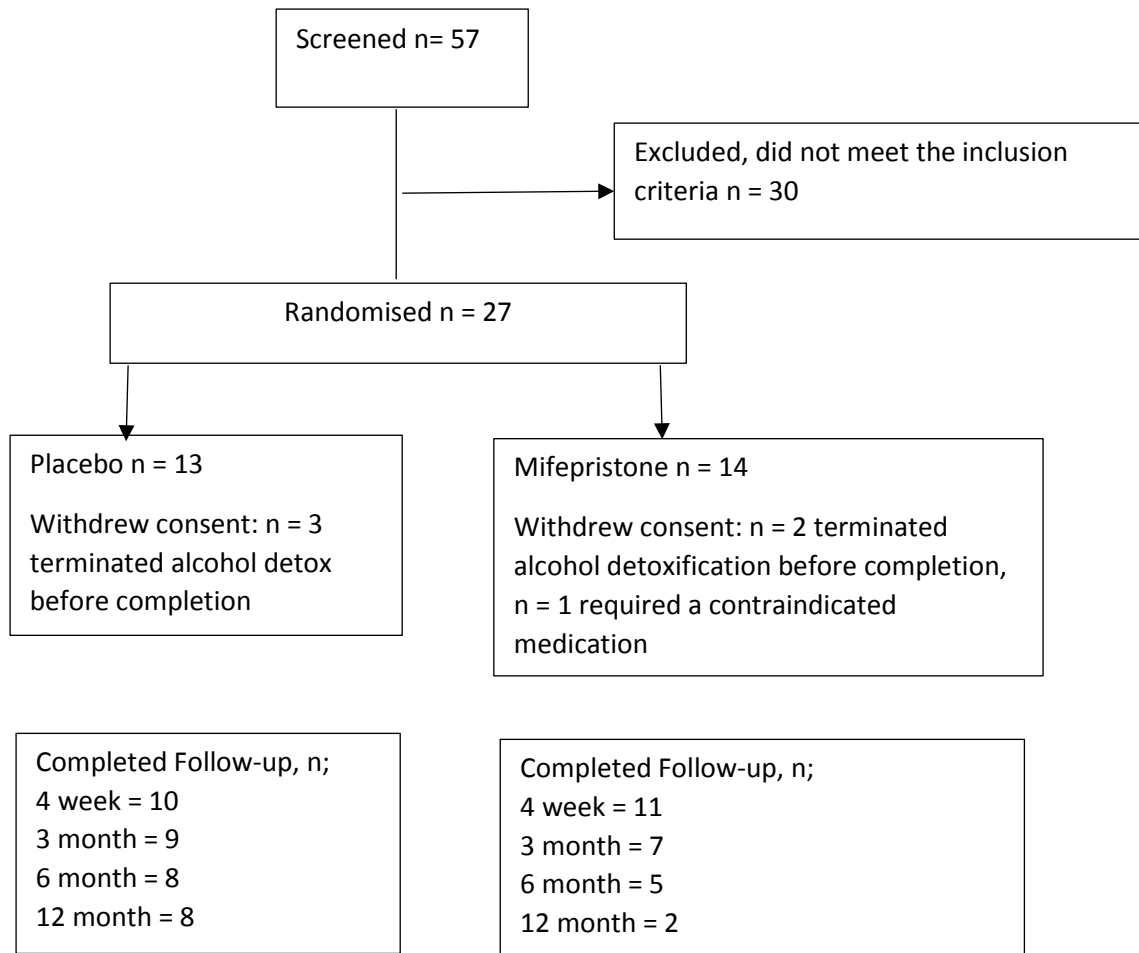 Screened n= 57
Excluded, did not meet the inclusion
criteria n = 30
Randomised n = 27
Placebo n = 13
Withdrew consent: n = 3
terminated alcohol detox
before completion
Mifepristone n = 14
Withdrew consent: n = 2 terminated
alcohol detoxification before completion,
n = 1 required a contraindicated
medication
Completed Follow-up, n;
4 week = 10
3 month = 9
6 month = 8
12 month = 8
Completed Follow-up, n;
4 week = 11
3 month = 7
6 month = 5
12 month = 2